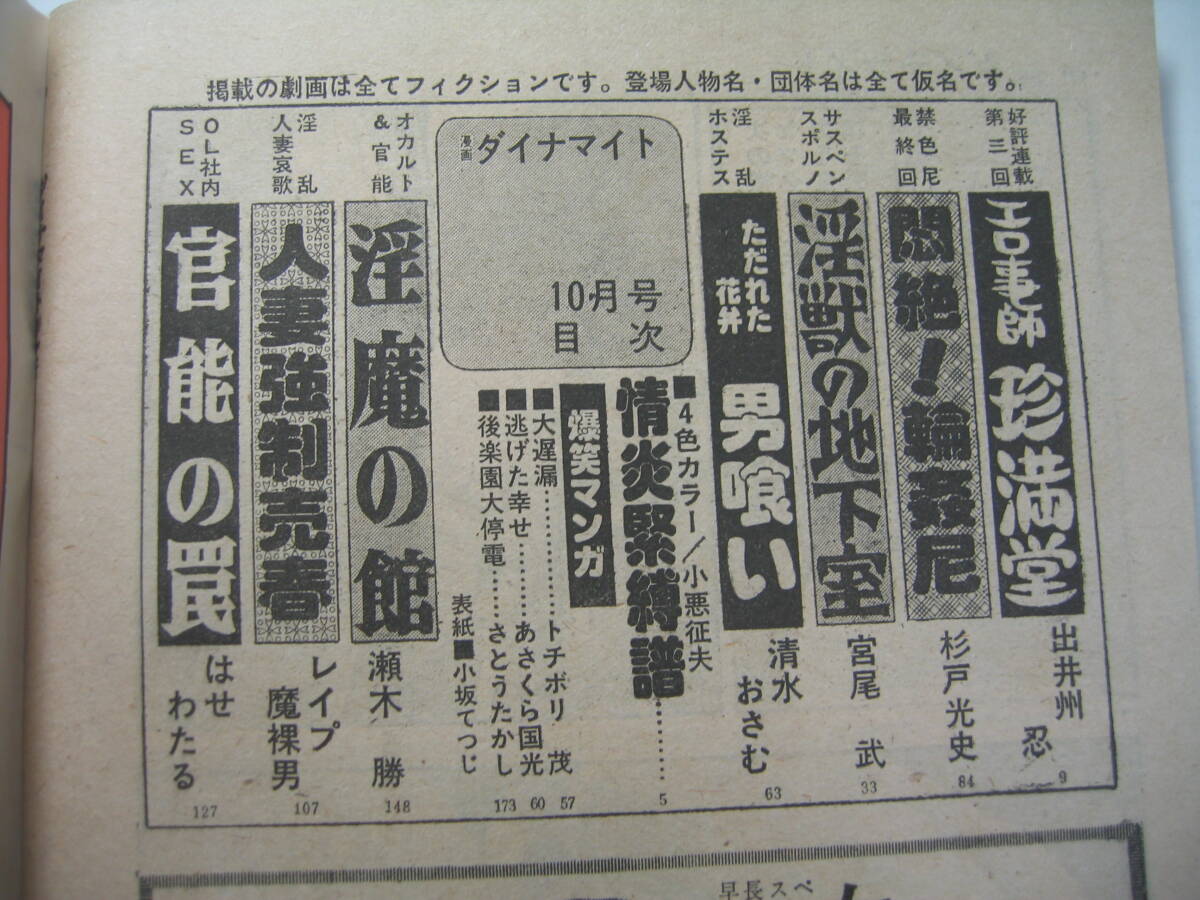 掲載の劇画は全てフィクションです。登場人物名・団体名は全て仮名です。
好評連載
第三回
エロ事師
珍満堂
出井州
忍
9
禁色尼
最終回
悶絶！輪姦尼
杉戸光史
84
サスペン
スポルノ
淫獣の地下室
宮尾 武
33
淫乱
ホステス
ただれた
花弁
男喰い
清水
おさむ
63
■4色カラー／小悪征夫
情炎緊縛譜…………
5
漫画
ダイナマイト
10月号
目次
爆笑マンガ
■大遅漏…………トチボリ 茂
57
■逃げた幸せ………あさくら国光
60
■後楽園大停電……さとうたかし
173
表紙■小坂てつじ
オカルト
&官能
淫魔の館
瀬木 勝
148
淫乱
人妻哀歌
人妻強制売春
レイプ
魔裸男
107
OL社内
SEX
官能の罠
はせ
わたる
127
早長スペ